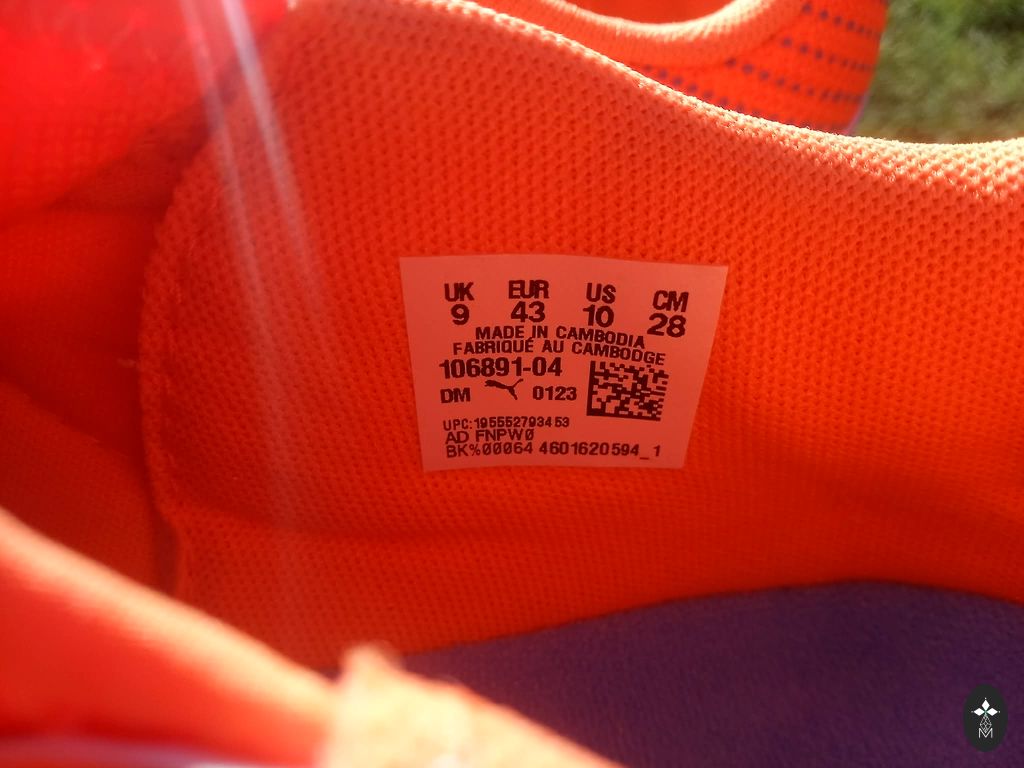 UK EUR US CM
9 43 10 28
MADE IN CAMBODIA
FABRIQUÉ AU CAMBODGE
106891-04
DM 0123
UPC:195552793453
AD FNPW0
BK%00064 4601620594_1
M